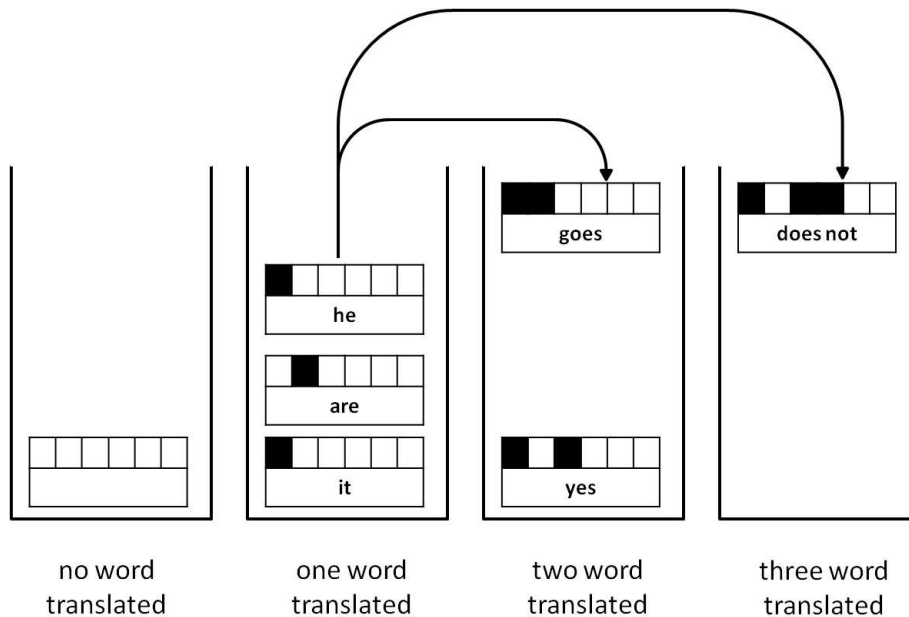 goes
does not
he
are
it
yes
no word
translated
one word
translated
two word
translated
three word
translated